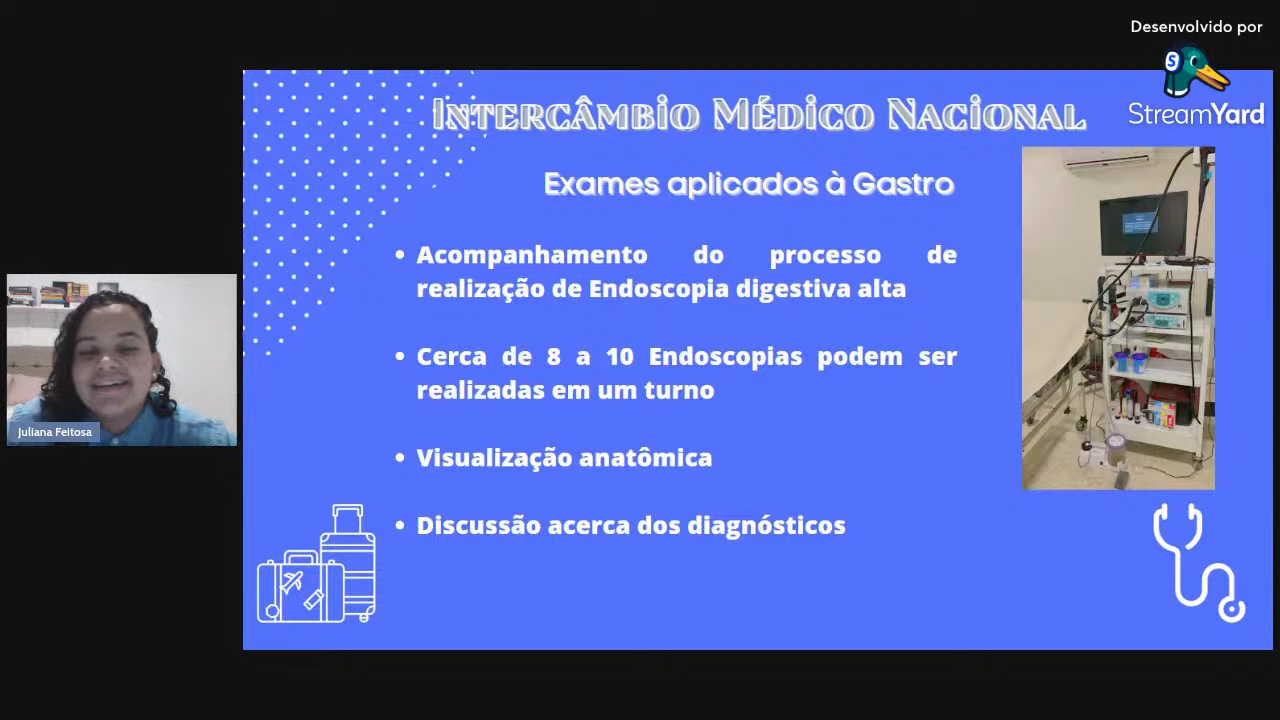 Desenvolvido por
S
StreamYard
Intercâmbio Médico Nacional
Exames aplicados à Gastro
• Acompanhamento do processo de
realização de Endoscopia digestiva alta
• Cerca de 8 a 10 Endoscopias podem ser
realizadas em um turno
• Visualização anatômica
• Discussão acerca dos diagnósticos
Juliana Feitosa